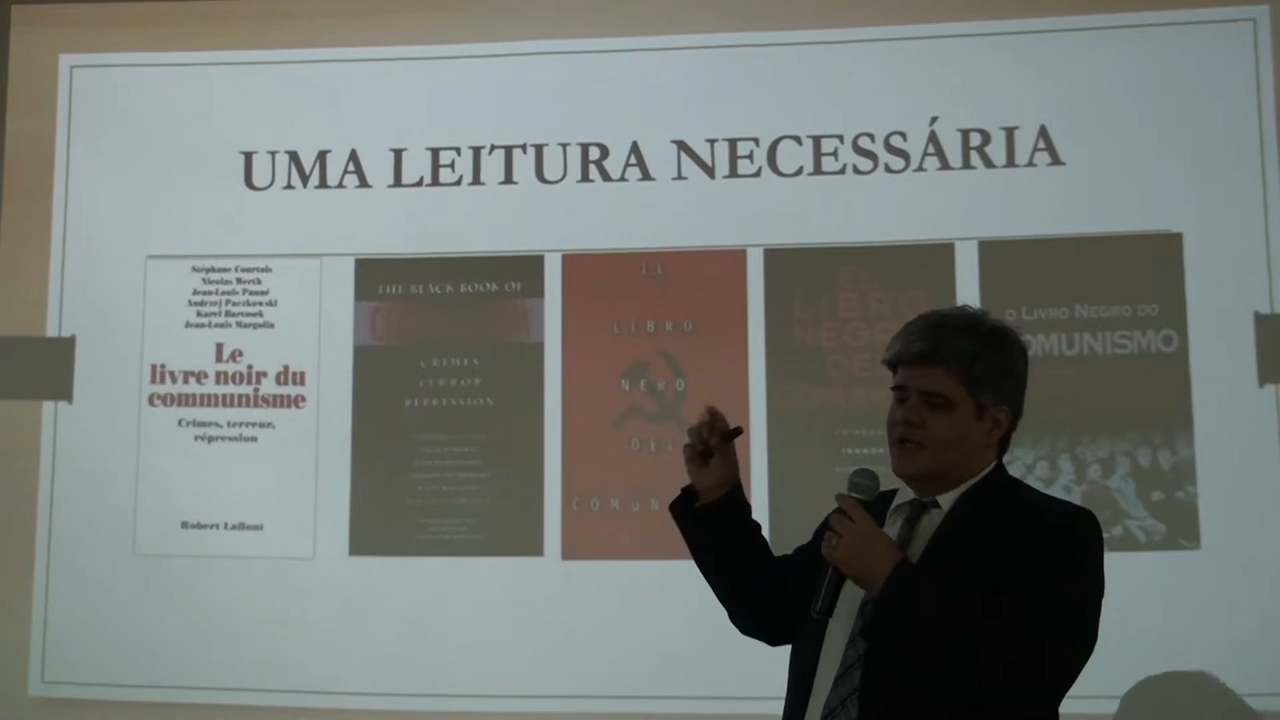 UMA LEITURA NECESSÁRIA
Stéphane Courtois
Nicolas Werth
Jean-Louis Panné
Andrzej Paczkowski
Karel Bartosek
Jean-Louis Margolin
Le
livre noir du
communisme
Crimes, terreur,
répression
Robert Laffont
THE BLACK BOOK OF
CRIMES
TERROR
REPRESSION
IL
LIBRO
NERO
DEL
COMUN
EL
LIBRO
NEGRO
DEL
O LIVRO NEGRO DO
OMUNISMO